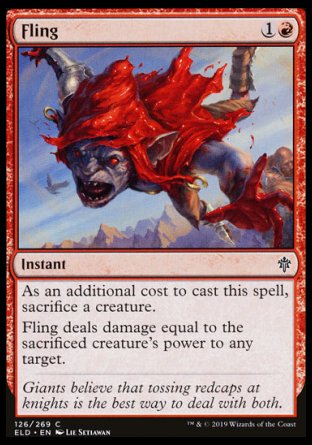 Fling 1
Instant
As an additional cost to cast this spell,
sacrifice a creature.
Fling deals damage equal to the
sacrificed creature's power to any
target.
Giants believe that tossing redcaps at
knights is the best way to deal with both.
126/269 C
ELD • EN Lie Setiawan
™ & © 2019 Wizards of the Coast